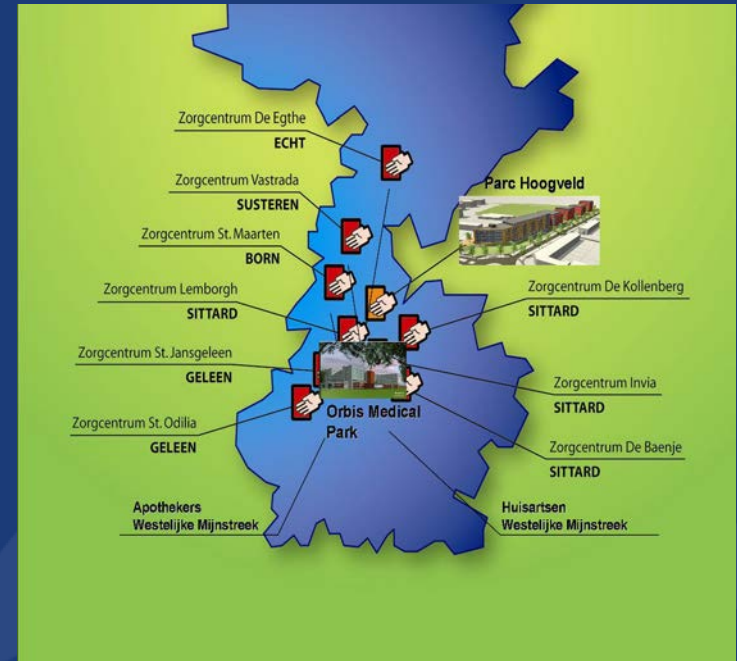 Zorgcentrum De Egthe
ECHT
Zorgcentrum Vastrada
SUSTEREN
Parc Hoogveld
Zorgcentrum St. Maarten
BORN
Zorgcentrum Lemborgh
SITTARD
Zorgcentrum De Kollenberg
SITTARD
Zorgcentrum St. Jansgeleen
GELEEN
Zorgcentrum Invia
SITTARD
Orbis Medical
Park
Zorgcentrum St. Odilia
GELEEN
Zorgcentrum De Baenje
SITTARD
Apothekers
Westelijke Mijnstreek
Huisartsen
Westelijke Mijnstreek